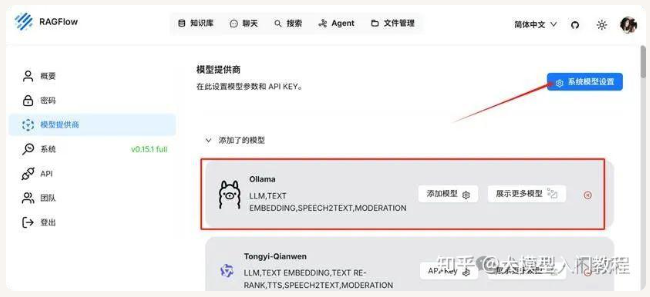 RAGFlow
知识库
聊天
搜索
Agent
文件管理
简体中文
概要
密码
模型提供商
系统
v0.15.1 full
API
团队
登出
模型提供商
在此设置模型参数和 API KEY。
系统模型设置
添加了的模型
Ollama
LLM,TEXT
EMBEDDING,SPEECH2TEXT,MODERATION
添加模型
展示更多模型
Tongyi-Qianwen
LLM,TEXT EMBEDDING,TEXT RE-
RANK,TTS,SPEECH2TEXT,MODERATION
API-Key
知乎
大模型入门教程